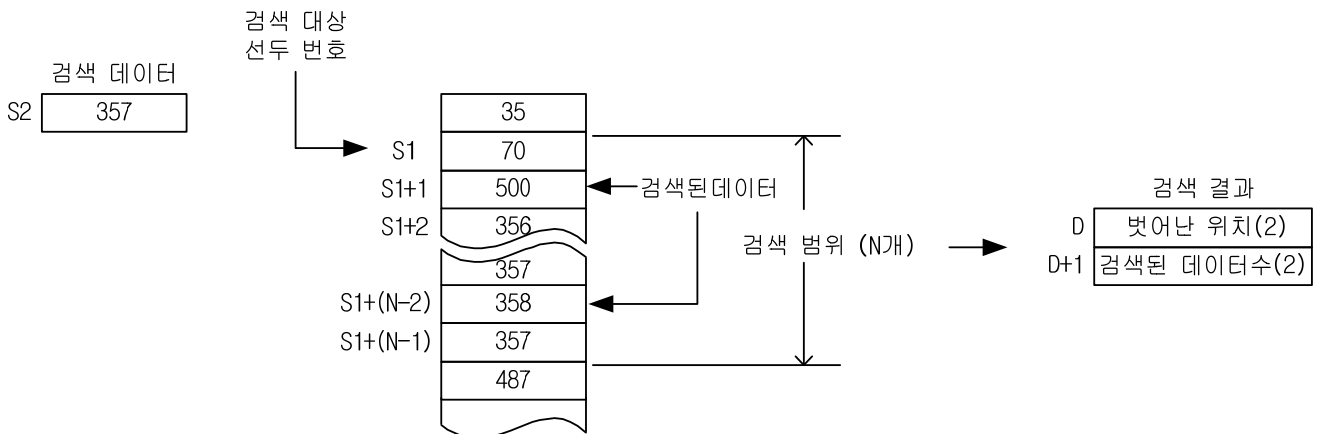 검색 대상
선두 번호
검색 데이터
S2 357
35
S1 70
S1+1 500
검색된데이터
S1+2 356
357
S1+(N-2) 358
S1+(N-1) 357
487
검색 범위 (N개)
검색 결과
D 벗어난 위치(2)
D+1 검색된 데이터수(2)